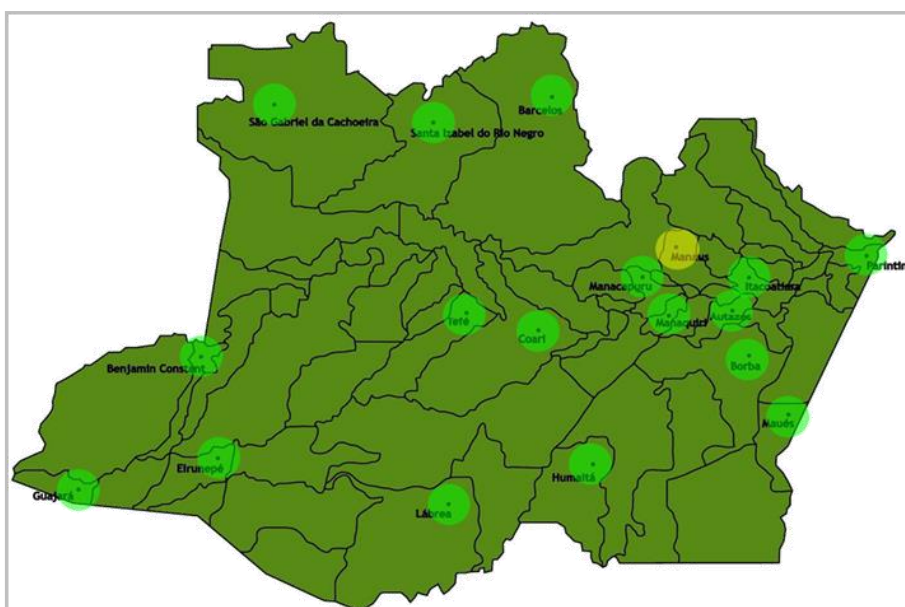 Barcelos
São Gabriel da Cachoeira
Santa Izabel do Rio Negro
Manaus
Parintin
Manacapuru
Itacoatiara
Tefé
Manaquiri
Autazes
Coari
Benjamin Constant
Borba
Maués
Eirunepé
Humaitá
Guajará
Lábrea